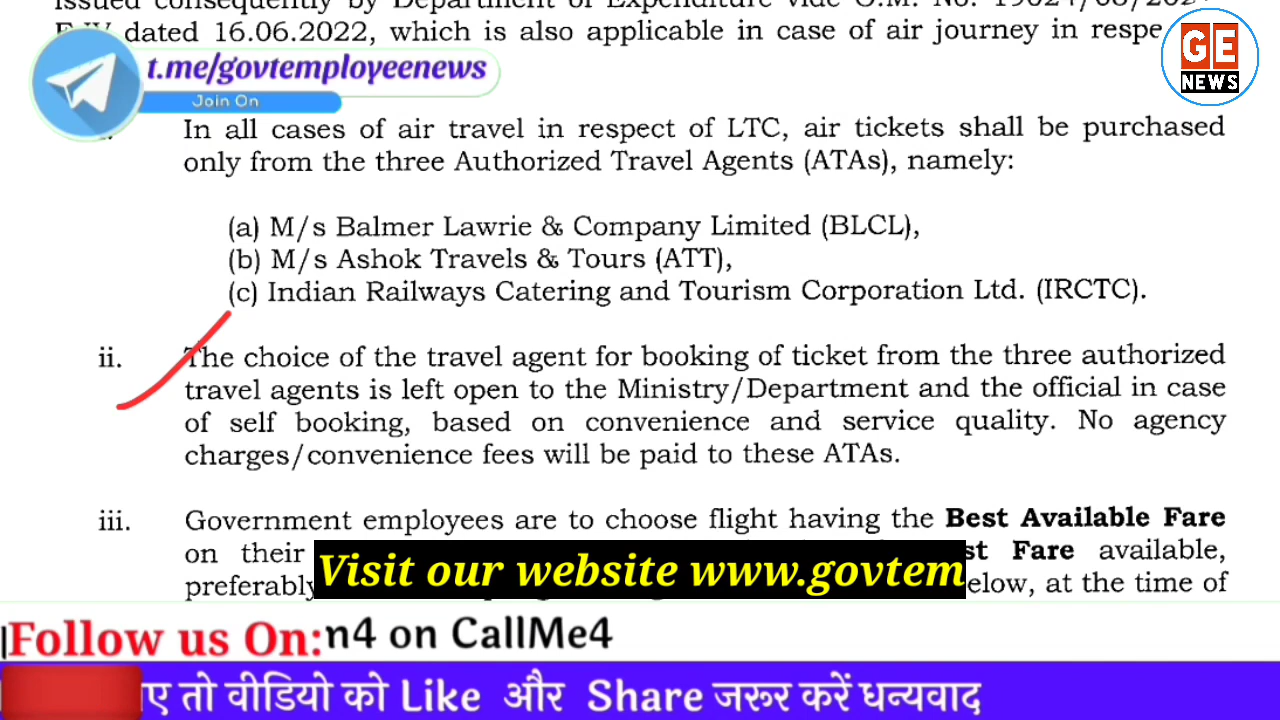 dated 16.06.2022, which is also applicable in case of air journey in
t.me/govtemployeenews
Join On
GE
NEWS
In all cases of air travel in respect of LTC, air tickets shall be purchased
only from the three Authorized Travel Agents (ATAs), namely:
(a) M/s Balmer Lawrie & Company Limited (BLCL),
(b) M/s Ashok Travels & Tours (ATT),
(c) Indian Railways Catering and Tourism Corporation Ltd. (IRCTC).
ii. The choice of the travel agent for booking of ticket from the three authorized
travel agents is left open to the Ministry/Department and the official in case
of self booking, based on convenience and service quality. No agency
charges/convenience fees will be paid to these ATAs.
iii. Government employees are to choose flight having the Best Available Fare
on their Fare available,
preferably at the time of
Visit our website www.govtem
Follow us On: n4 on CallMe4
तो वीडियो को Like और Share जरूर करें धन्यवाद